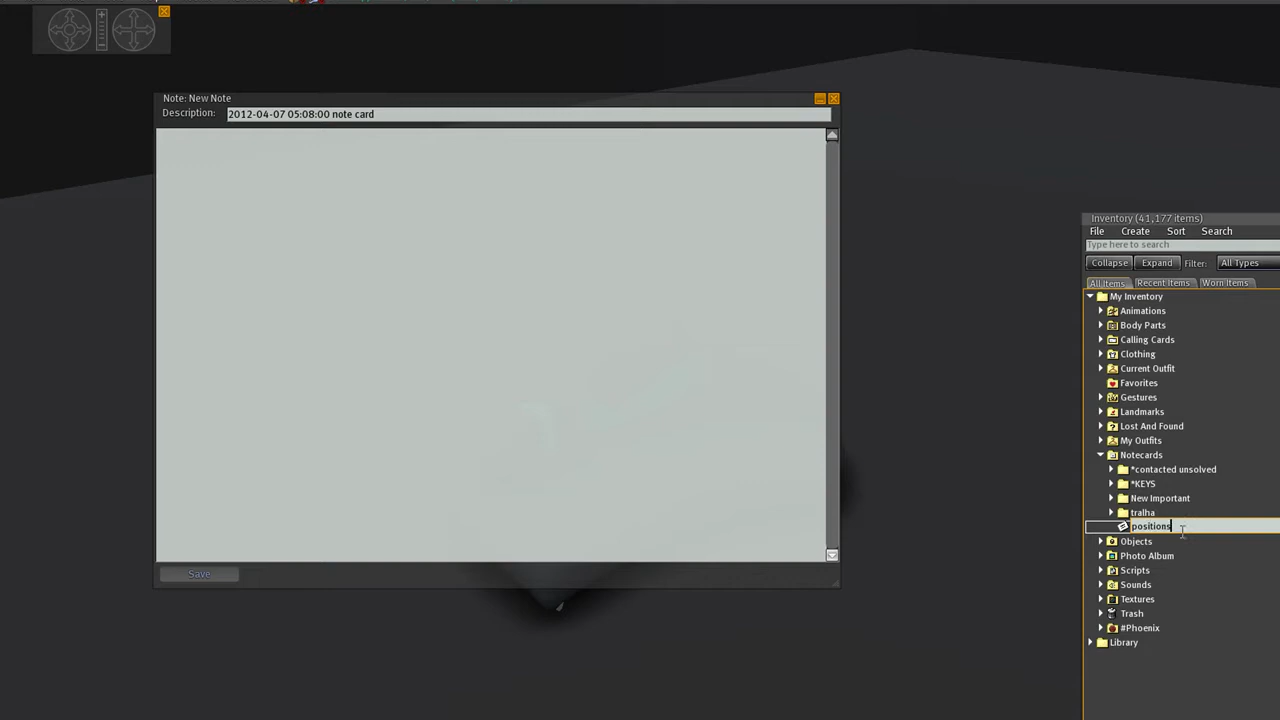 Note: New Note
Description: 2012-04-07 05:08:00 note card
Save
Inventory (41,177 items)
File Create Sort Search
Type here to search
Collapse Expand Filter: All Types
All Items Recent Items Worn Items
My Inventory
Animations
Body Parts
Calling Cards
Clothing
Current Outfit
Favorites
Gestures
Landmarks
Lost And Found
My Outfits
Notecards
*contacted unsolved
*KEYS
New Important
tralha
positions
Objects
Photo Album
Scripts
Sounds
Textures
Trash
#Phoenix
Library